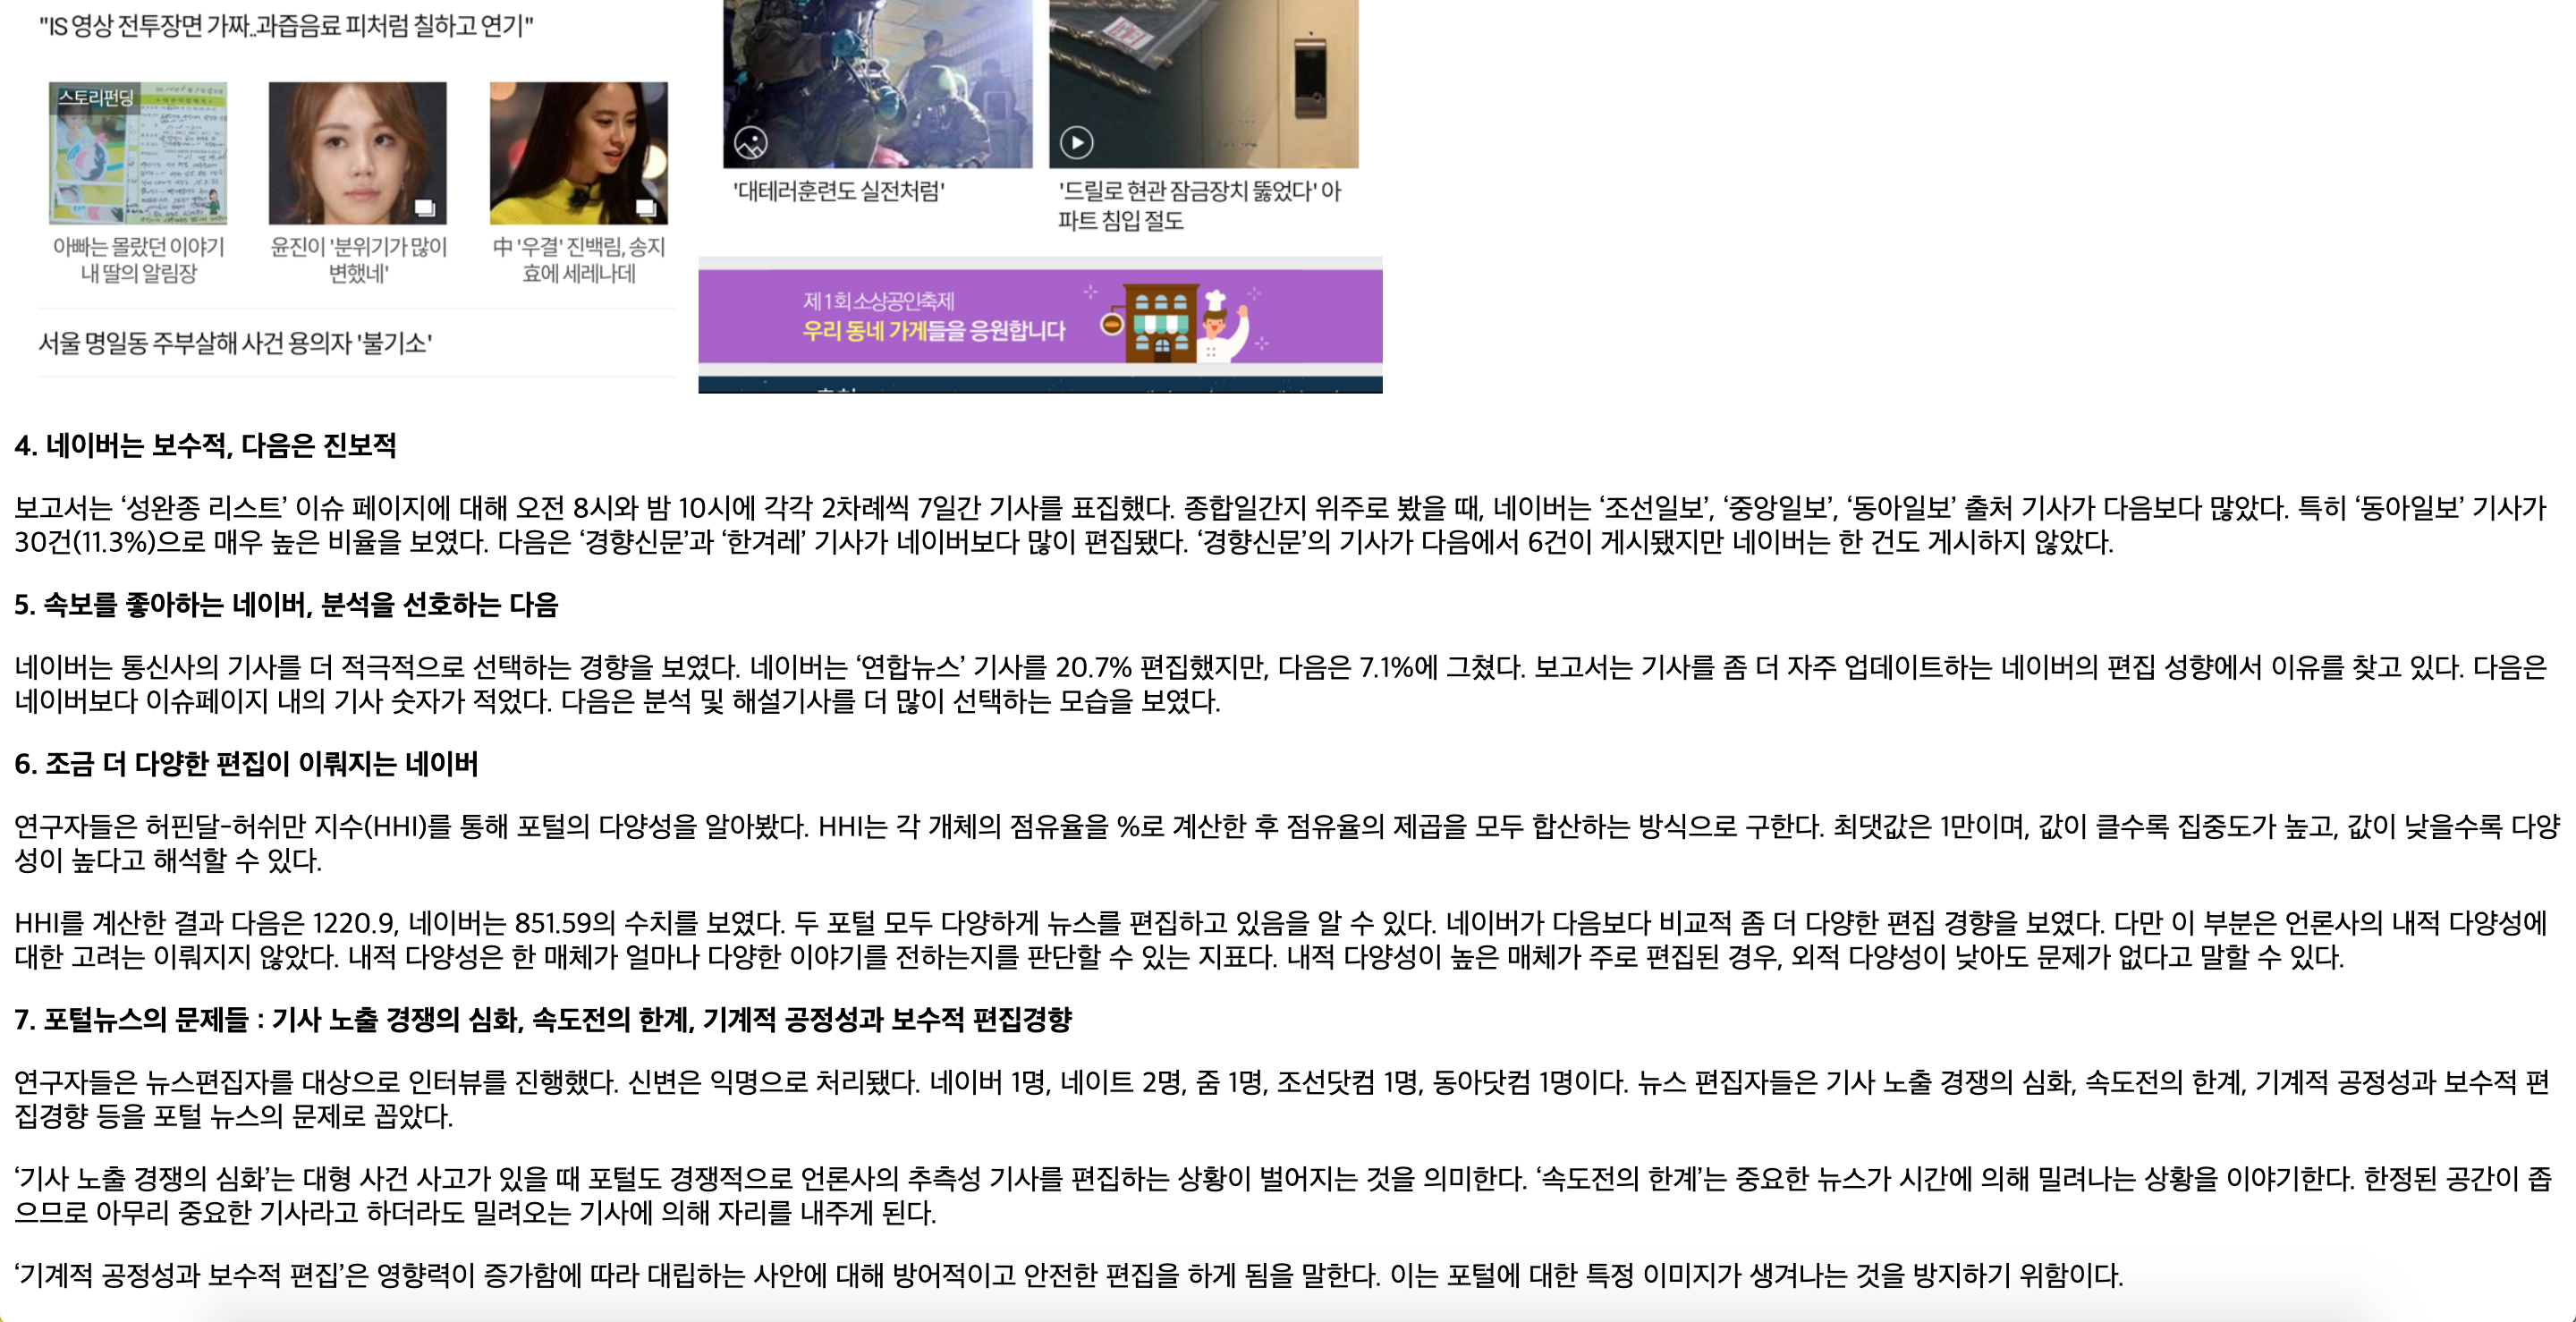 "IS 영상 전투장면 가짜..과즙음료 피처럼 칠하고 연기"
스토리펀딩
아빠는 몰랐던 이야기
내 딸의 알림장
윤진이 '분위기가 많이
변했네'
中 '우결' 진백림, 송지
효에 세레나데
서울 명일동 주부살해 사건 용의자 '불기소'
'대테러훈련도 실전처럼'
'드릴로 현관 잠금장치 뚫었다' 아
파트 침입 절도
제 1회 소상공인축제
우리 동네 가게들을 응원합니다
4. 네이버는 보수적, 다음은 진보적
보고서는 ‘성완종 리스트’ 이슈 페이지에 대해 오전 8시와 밤 10시에 각각 2차례씩 7일간 기사를 표집했다. 종합일간지 위주로 봤을 때, 네이버는 ‘조선일보’, ‘중앙일보’, ‘동아일보’ 출처 기사가 다음보다 많았다. 특히 ‘동아일보’ 기사가
30건(11.3%)으로 매우 높은 비율을 보였다. 다음은 ‘경향신문’과 ‘한겨레’ 기사가 네이버보다 많이 편집됐다. ‘경향신문’의 기사가 다음에서 6건이 게시됐지만 네이버는 한 건도 게시하지 않았다.
5. 속보를 좋아하는 네이버, 분석을 선호하는 다음
네이버는 통신사의 기사를 더 적극적으로 선택하는 경향을 보였다. 네이버는 ‘연합뉴스’ 기사를 20.7% 편집했지만, 다음은 7.1%에 그쳤다. 보고서는 기사를 좀 더 자주 업데이트하는 네이버의 편집 성향에서 이유를 찾고 있다. 다음은
네이버보다 이슈페이지 내의 기사 숫자가 적었다. 다음은 분석 및 해설기사를 더 많이 선택하는 모습을 보였다.
6. 조금 더 다양한 편집이 이뤄지는 네이버
연구자들은 허핀달-허쉬만 지수(HHI)를 통해 포털의 다양성을 알아봤다. HHI는 각 개체의 점유율을 %로 계산한 후 점유율의 제곱을 모두 합산하는 방식으로 구한다. 최댓값은 1만이며, 값이 클수록 집중도가 높고, 값이 낮을수록 다양
성이 높다고 해석할 수 있다.
HHI를 계산한 결과 다음은 1220.9, 네이버는 851.59의 수치를 보였다. 두 포털 모두 다양하게 뉴스를 편집하고 있음을 알 수 있다. 네이버가 다음보다 비교적 좀 더 다양한 편집 경향을 보였다. 다만 이 부분은 언론사의 내적 다양성에
대한 고려는 이뤄지지 않았다. 내적 다양성은 한 매체가 얼마나 다양한 이야기를 전하는지를 판단할 수 있는 지표다. 내적 다양성이 높은 매체가 주로 편집된 경우, 외적 다양성이 낮아도 문제가 없다고 말할 수 있다.
7. 포털뉴스의 문제들 : 기사 노출 경쟁의 심화, 속도전의 한계, 기계적 공정성과 보수적 편집경향
연구자들은 뉴스편집자를 대상으로 인터뷰를 진행했다. 신변은 익명으로 처리됐다. 네이버 1명, 네이트 2명, 줌 1명, 조선닷컴 1명, 동아닷컴 1명이다. 뉴스 편집자들은 기사 노출 경쟁의 심화, 속도전의 한계, 기계적 공정성과 보수적 편
집경향 등을 포털 뉴스의 문제로 꼽았다.
‘기사 노출 경쟁의 심화’는 대형 사건 사고가 있을 때 포털도 경쟁적으로 언론사의 추측성 기사를 편집하는 상황이 벌어지는 것을 의미한다. ‘속도전의 한계’는 중요한 뉴스가 시간에 의해 밀려나는 상황을 이야기한다. 한정된 공간이 좁
으므로 아무리 중요한 기사라고 하더라도 밀려오는 기사에 의해 자리를 내주게 된다.
‘기계적 공정성과 보수적 편집’은 영향력이 증가함에 따라 대립하는 사안에 대해 방어적이고 안전한 편집을 하게 됨을 말한다. 이는 포털에 대한 특정 이미지가 생겨나는 것을 방지하기 위함이다.